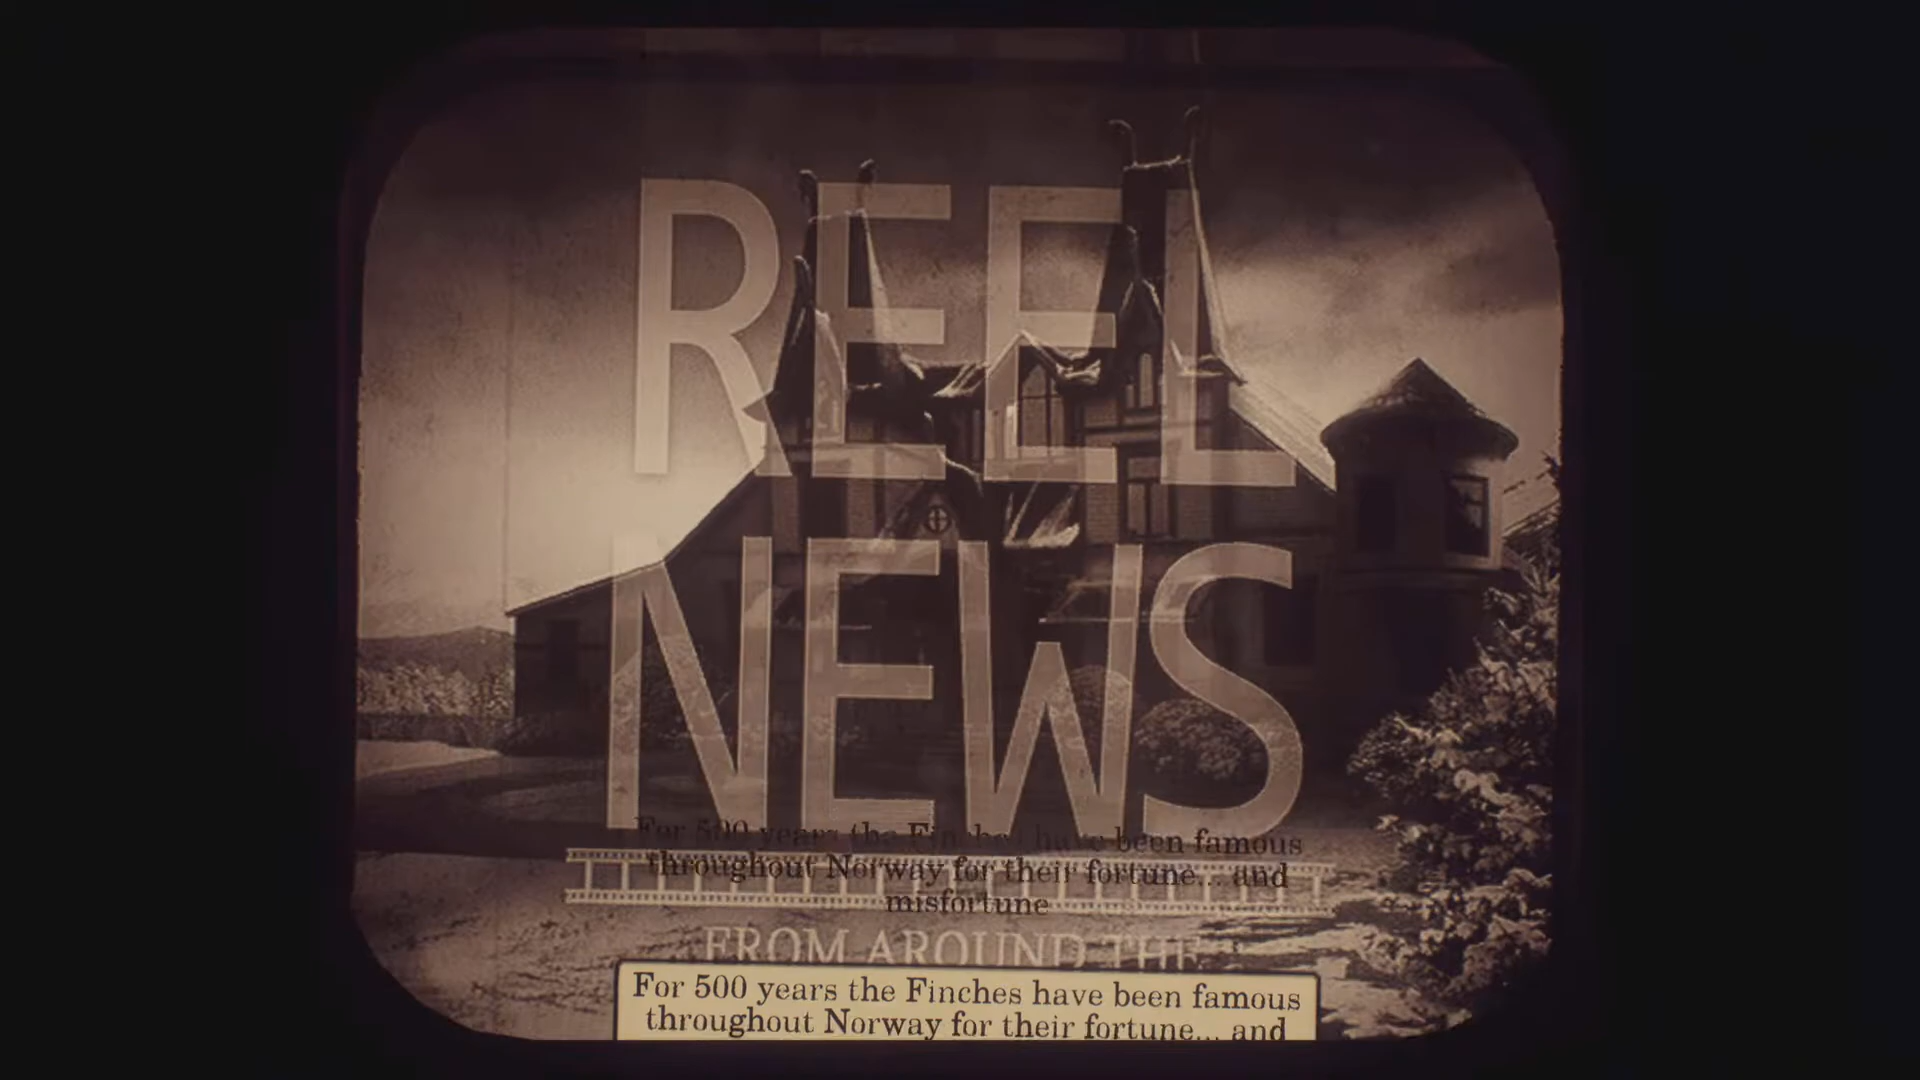 REEL
NEWS
For 500 years the Finches have been famous
throughout Norway for their fortune... and
misfortune
FROM AROUND THE
For 500 years the Finches have been famous
throughout Norway for their fortune... and